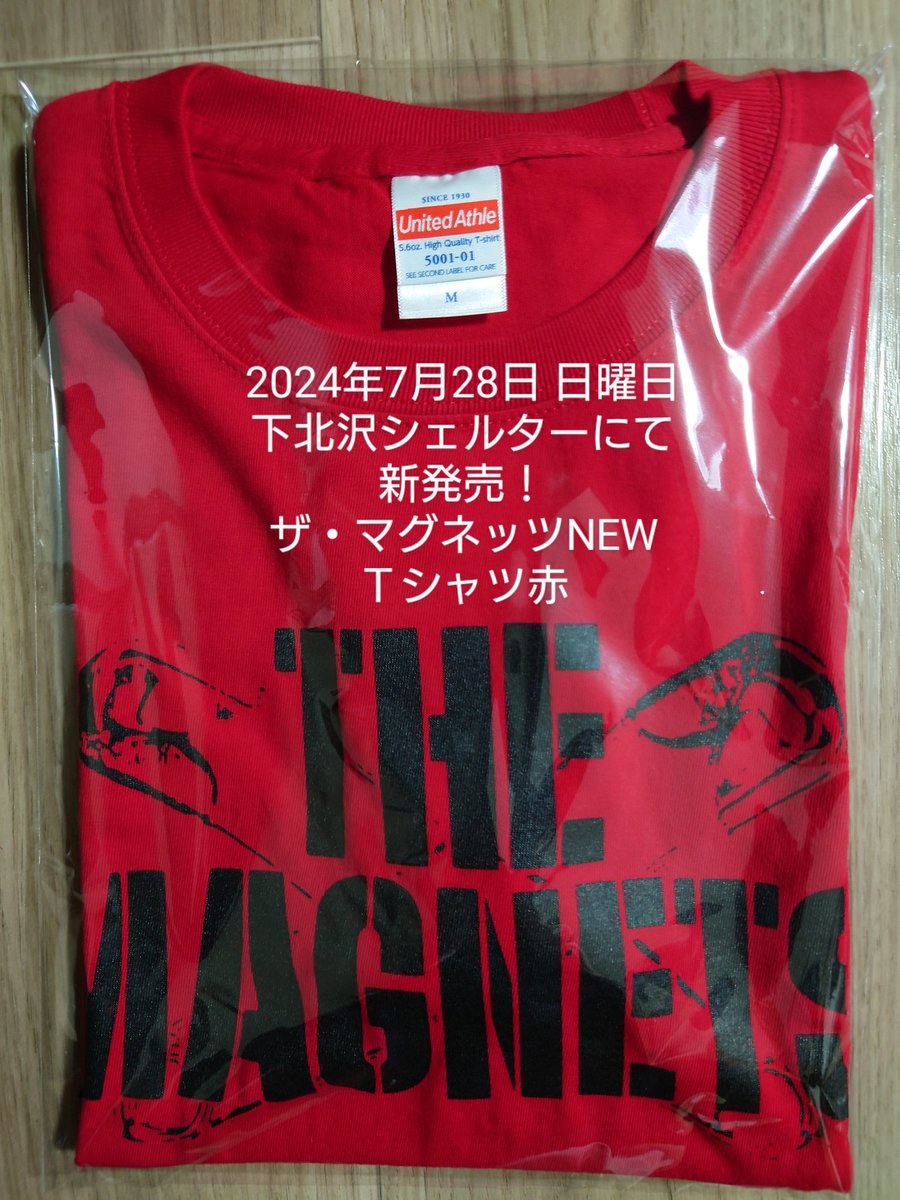 SINCE 1930
United Athle
5.6oz. High Quality T-shirt
5001-01
SEE SECOND LABEL FOR CARE
M
2024年7月28日 日曜日
下北沢シェルターにて
新発売！
ザ・マグネッツNEW
Ｔシャツ赤
THE
MAGNETS